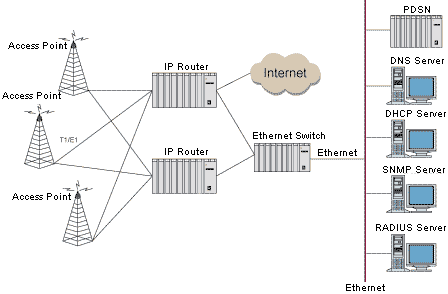 PDSN
Access Point
IP Router
DNS Server
Internet
Access Point
DHCP Server
T1/E1
Ethernet Switch
IP Router
Ethernet
SNMP Server
Access Point
RADIUS Server
Ethernet